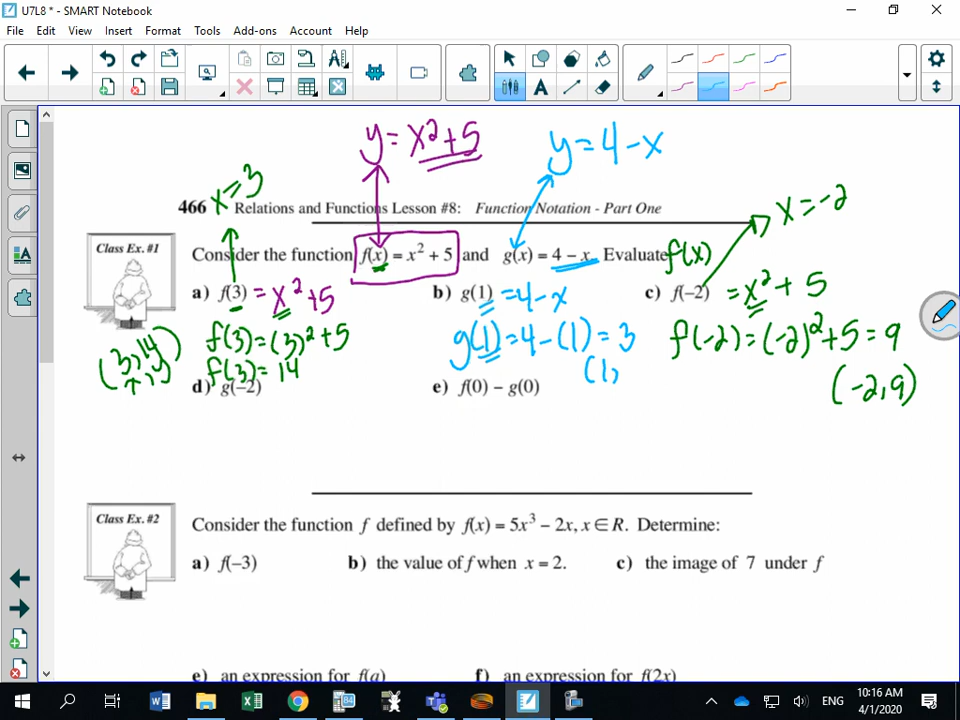 U7L8 * - SMART Notebook
File Edit View Insert Format Tools Add-ons Account Help
y = x² + 5
y = 4 - x
x = 3
x = -2
466 Relations and Functions Lesson #8: Function Notation - Part One
Class Ex. #1
Consider the function f(x) = x² + 5 and g(x) = 4 – x. Evaluate
f(x)
a) f(3) = x² + 5
b) g(1) = 4 - x
c) f(–2) = x² + 5
f(3) = (3)² + 5
g(1) = 4 - (1) = 3
f(-2) = (-2)² + 5 = 9
(3, 14)
f(3) = 14
(1,
(-2, 9)
d) g(–2)
e) f(0) – g(0)
Class Ex. #2
Consider the function f defined by f(x) = 5x³ – 2x, x ∈ R. Determine:
a) f(–3)
b) the value of f when x = 2.
c) the image of 7 under f
e) an expression for f(a)
f) an expression for f(2x)
ENG
10:16 AM
4/1/2020